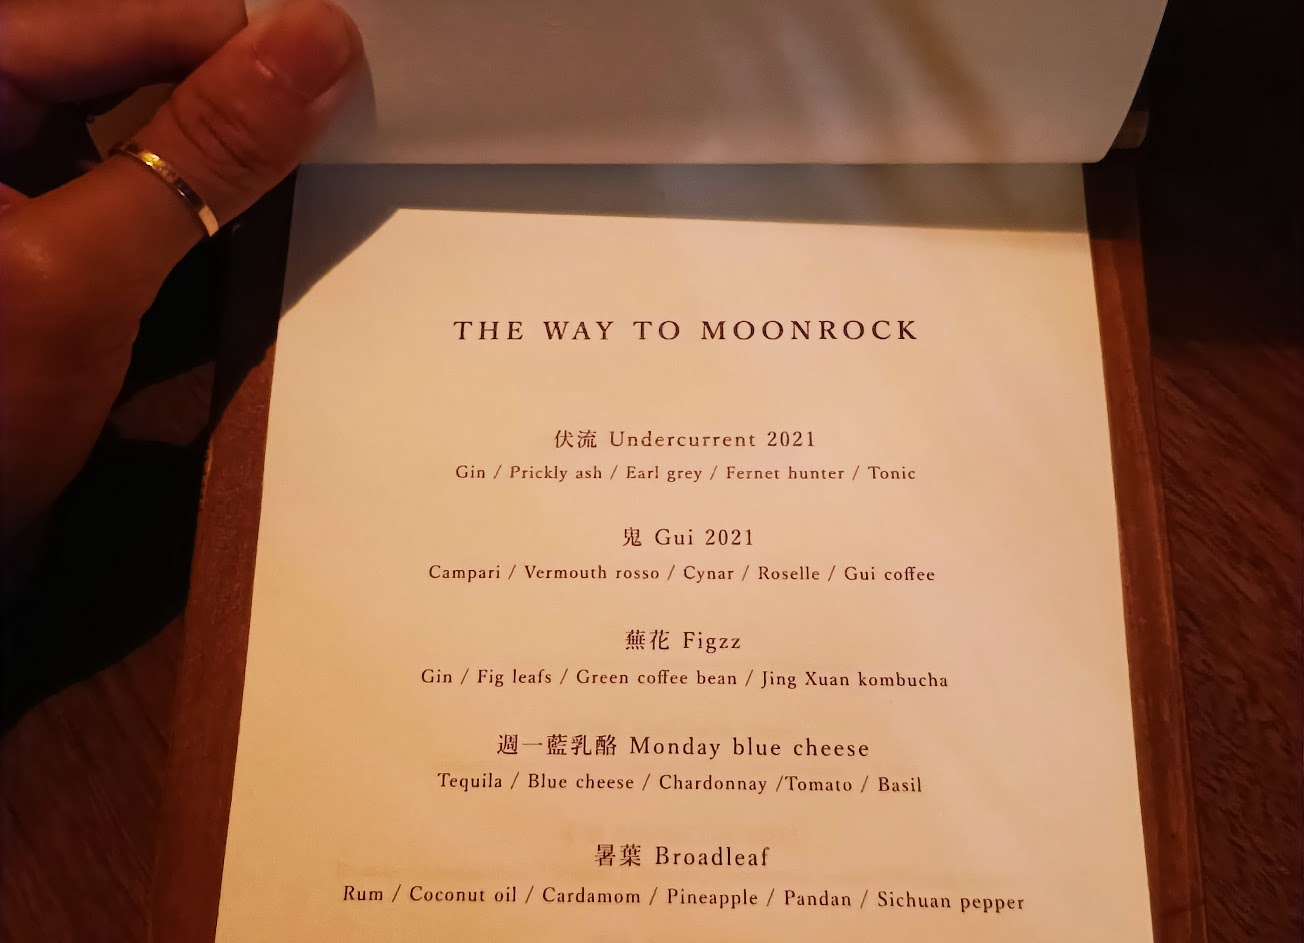 THE WAY TO MOONROCK
伏流 Undercurrent 2021
Gin / Prickly ash / Earl grey / Fernet hunter / Tonic
鬼 Gui 2021
Campari / Vermouth rosso / Cynar / Roselle / Gui coffee
蕪花 Figzz
Gin / Fig leafs / Green coffee bean / Jing Xuan kombucha
週一藍乳酪 Monday blue cheese
Tequila / Blue cheese / Chardonnay /Tomato / Basil
暑葉 Broadleaf
Rum / Coconut oil / Cardamom / Pineapple / Pandan / Sichuan pepper